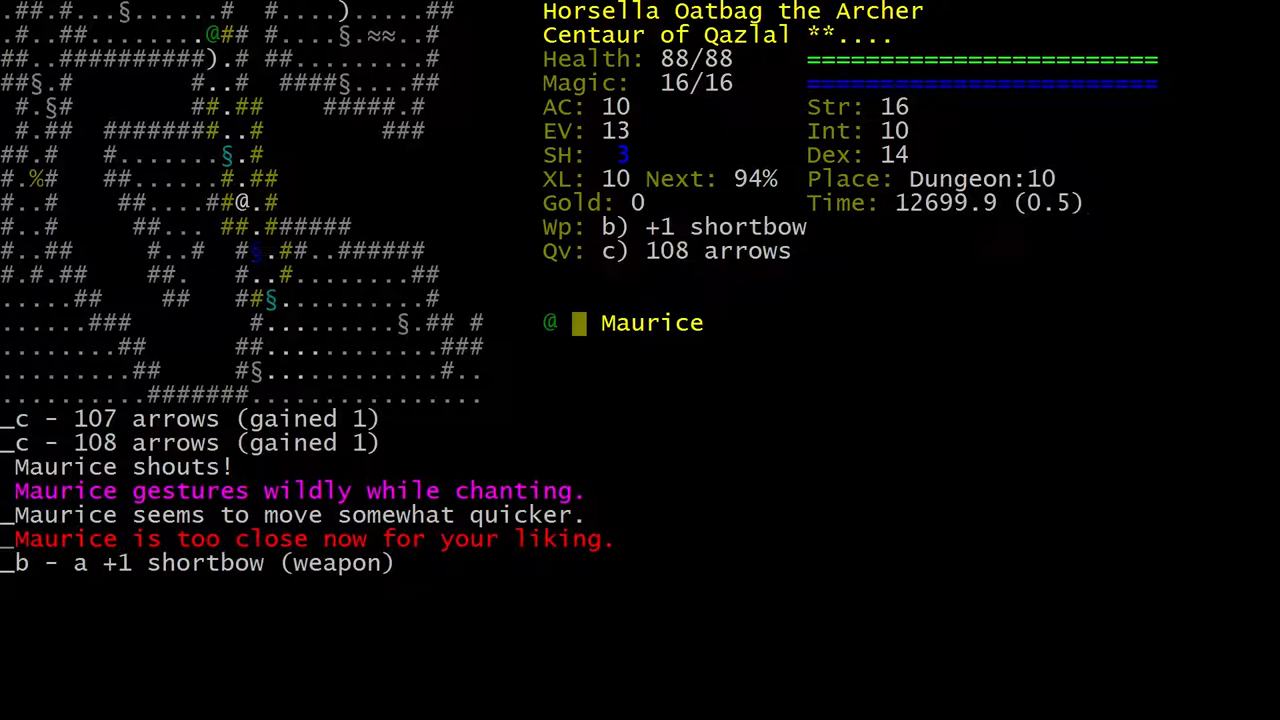 Horsella Oatbag the Archer
Centaur of Qazlal **....
Health: 88/88 ========================
Magic: 16/16 ========================
AC: 10 Str: 16
EV: 13 Int: 10
SH: 3 Dex: 14
XL: 10 Next: 94% Place: Dungeon:10
Gold: 0 Time: 12699.9 (0.5)
Wp: b) +1 shortbow
Qv: c) 108 arrows
@ Maurice
_c - 107 arrows (gained 1)
_c - 108 arrows (gained 1)
Maurice shouts!
Maurice gestures wildly while chanting.
_Maurice seems to move somewhat quicker.
_Maurice is too close now for your liking.
_b - a +1 shortbow (weapon)